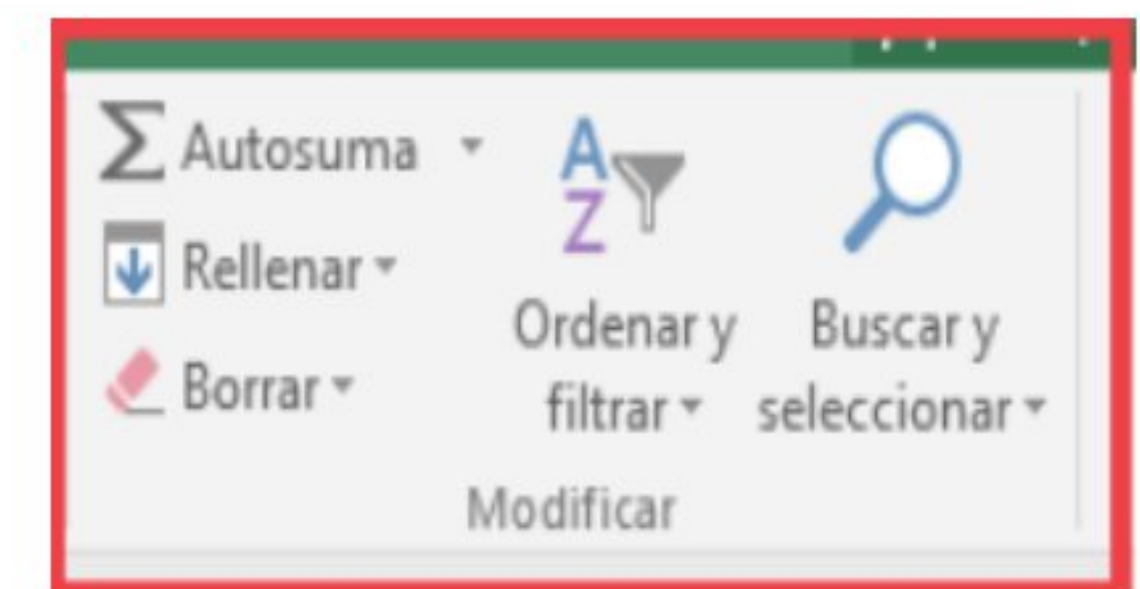 Autosuma
Rellenar
Borrar
Ordenar y
filtrar
Buscar y
seleccionar
Modificar